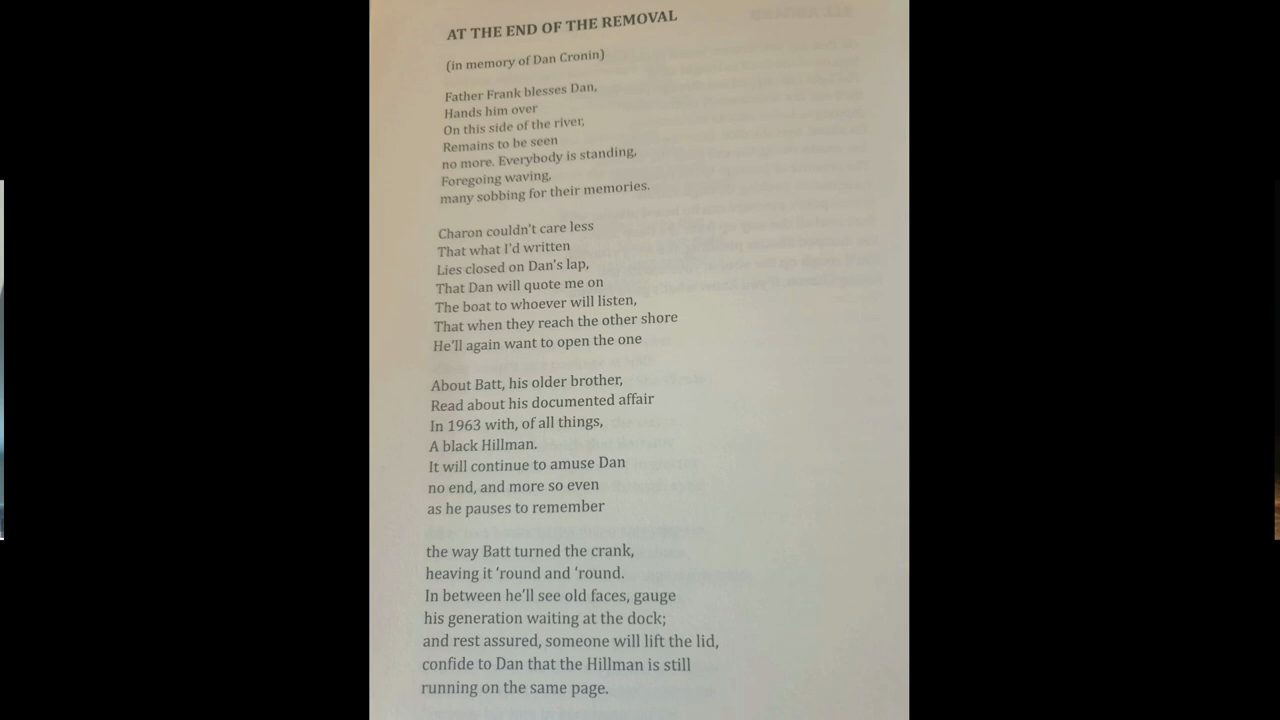 AT THE END OF THE REMOVAL
(in memory of Dan Cronin)
Father Frank blesses Dan,
Hands him over
On this side of the river,
Remains to be seen
no more. Everybody is standing,
Foregoing waving,
many sobbing for their memories.
Charon couldn't care less
That what I'd written
Lies closed on Dan's lap,
That Dan will quote me on
The boat to whoever will listen,
That when they reach the other shore
He'll again want to open the one
About Batt, his older brother,
Read about his documented affair
In 1963 with, of all things,
A black Hillman.
It will continue to amuse Dan
no end, and more so even
as he pauses to remember
the way Batt turned the crank,
heaving it ‘round and ‘round.
In between he'll see old faces, gauge
his generation waiting at the dock;
and rest assured, someone will lift the lid,
confide to Dan that the Hillman is still
running on the same page.